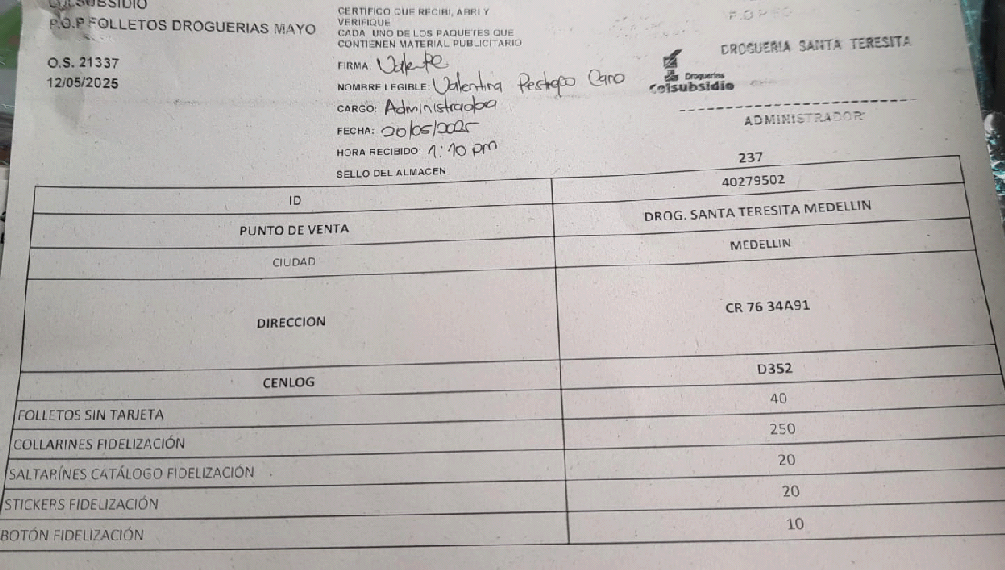 COLSUBSIDIO
P.O.P FOLLETOS DROGUERIAS MAYO
O.S. 21337
12/05/2025
CERTIFICO QUE RECIBI, ABRI Y
VERIFIQUE
CADA UNO DE LOS PAQUETES QUE
CONTIENEN MATERIAL PUBLICITARIO
FIRMA
NOMBRE LEGIBLE: Valentina Restrepo Cano
CARGO: Administradora
FECHA: 20/05/2025
HORA RECIBIDO 1:10 pm
SELLO DEL ALMACEN
DROGUERIA SANTA TERESITA
Droguerías
Colsubsidio
ADMINISTRADOR
237
ID 40279502
PUNTO DE VENTA DROG. SANTA TERESITA MEDELLIN
CIUDAD MEDELLIN
DIRECCION CR 76 34A91
CENLOG D352
FOLLETOS SIN TARJETA 40
COLLARINES FIDELIZACIÓN 250
SALTARÍNES CATÁLOGO FIDELIZACIÓN 20
STICKERS FIDELIZACIÓN 20
BOTÓN FIDELIZACIÓN 10